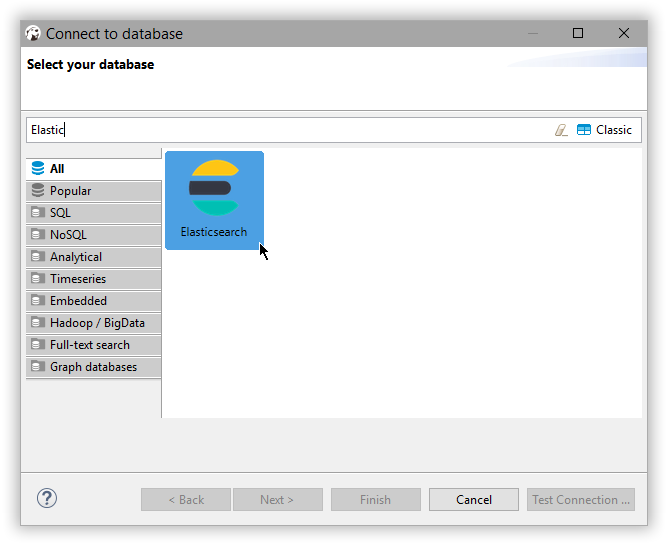 Connect to database
Select your database
Elastic
Classic
All
Popular
SQL
NoSQL
Analytical
Timeseries
Embedded
Hadoop / BigData
Full-text search
Graph databases
Elasticsearch
?
< Back
Next >
Finish
Cancel
Test Connection ...